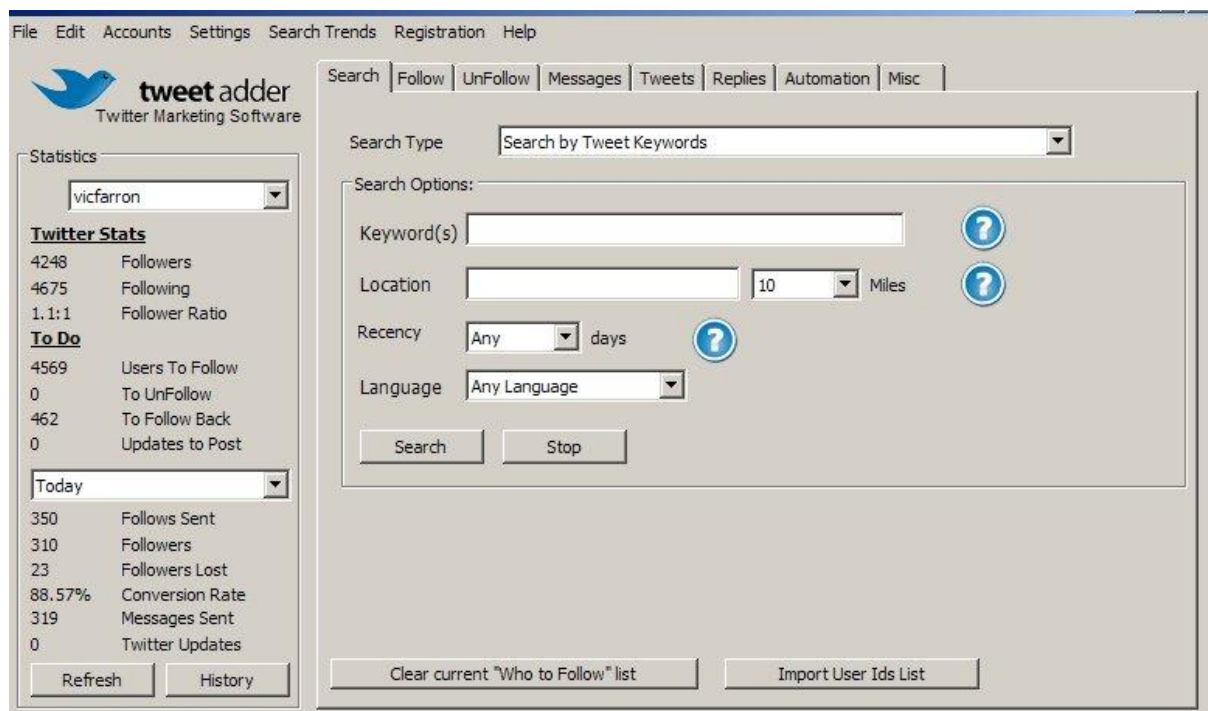 File Edit Accounts Settings Search Trends Registration Help
tweet adder
Twitter Marketing Software
Statistics
vicfarron
Twitter Stats
4248 Followers
4675 Following
1.1:1 Follower Ratio
To Do
4569 Users To Follow
0 To UnFollow
462 To Follow Back
0 Updates to Post
Today
350 Follows Sent
310 Followers
23 Followers Lost
88.57% Conversion Rate
319 Messages Sent
0 Twitter Updates
Refresh History
Search Follow UnFollow Messages Tweets Replies Automation Misc
Search Type Search by Tweet Keywords
Search Options:
Keyword(s) ?
Location 10 Miles ?
Recency Any days ?
Language Any Language
Search Stop
Clear current "Who to Follow" list Import User Ids List